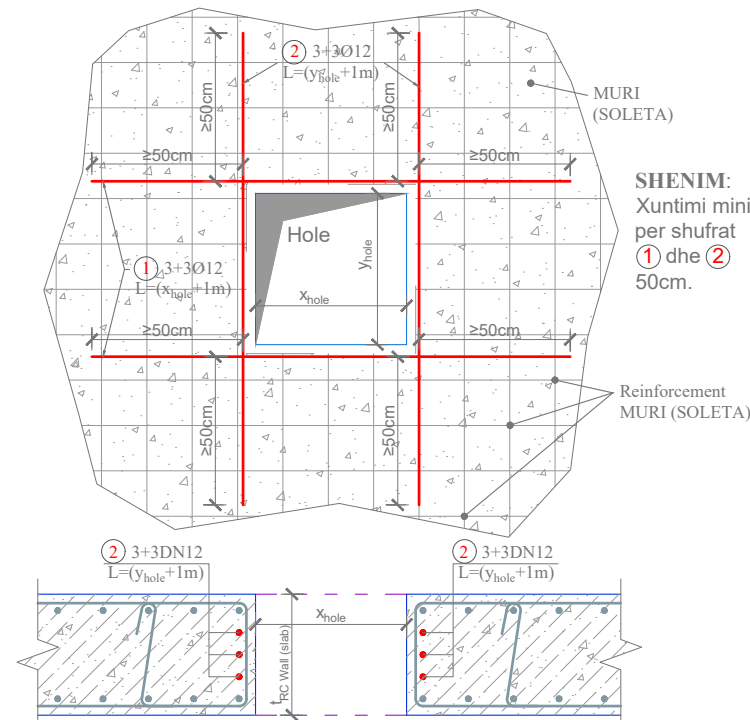 2 3+3Ø12
L=(yhole+1m)
≥50cm
≥50cm
MURI
(SOLETA)
≥50cm
≥50cm
SHENIM:
Xuntimi mini
per shufrat
1 dhe 2
50cm.
Hole
yhole
1 3+3Ø12
L=(xhole+1m)
xhole
≥50cm
≥50cm
Reinforcement
MURI (SOLETA)
≥50cm
≥50cm
2 3+3DN12
L=(yhole+1m)
2 3+3DN12
L=(yhole+1m)
xhole
tRC Wall (slab)